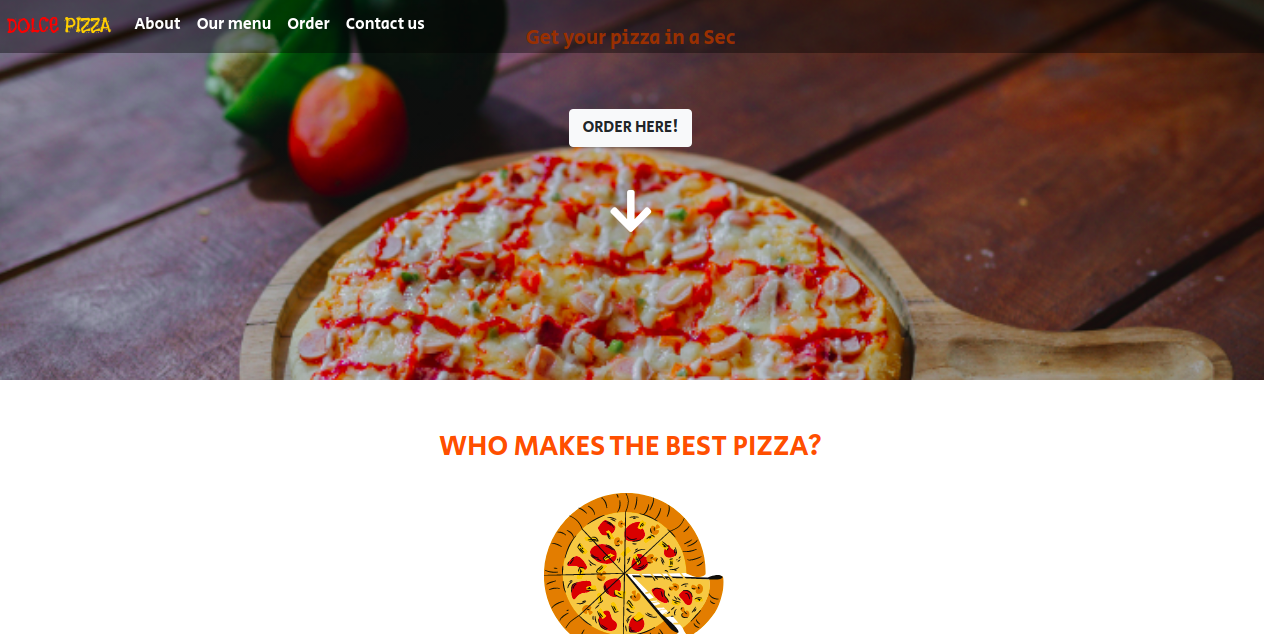 DOLCE PIZZA About Our menu Order Contact us
Get your pizza in a Sec
ORDER HERE!
WHO MAKES THE BEST PIZZA?